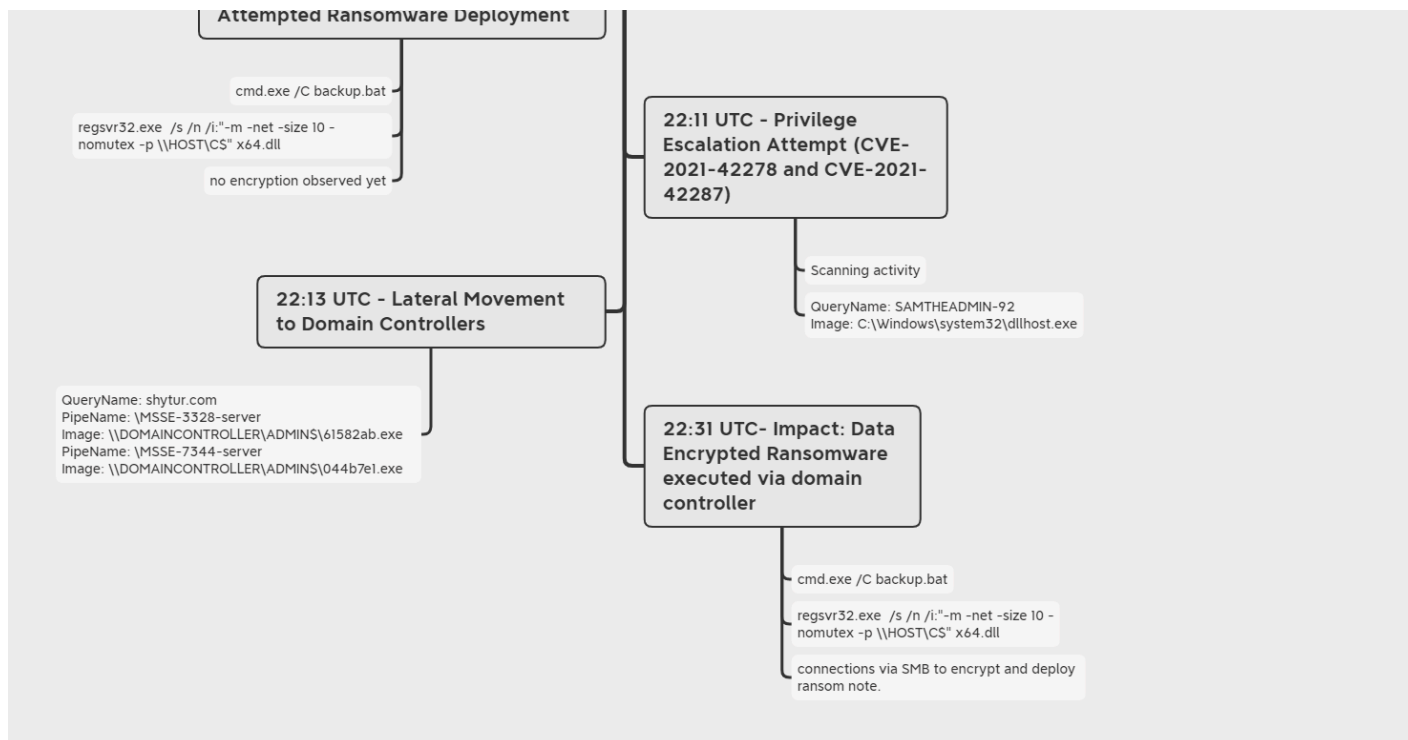 Attempted Ransomware Deployment
cmd.exe /C backup.bat
regsvr32.exe  /s /n /i:"-m -net -size 10 -
nomutex -p \\HOST\C$" x64.dll
no encryption observed yet
22:11 UTC - Privilege
Escalation Attempt (CVE-
2021-42278 and CVE-2021-
42287)
Scanning activity
QueryName: SAMTHEADMIN-92
Image: C:\Windows\system32\dllhost.exe
22:13 UTC - Lateral Movement
to Domain Controllers
QueryName: shytur.com
PipeName: \MSSE-3328-server
Image: \\DOMAINCONTROLLER\ADMIN$\61582ab.exe
PipeName: \MSSE-7344-server
Image: \\DOMAINCONTROLLER\ADMIN$\044b7e1.exe
22:31 UTC- Impact: Data
Encrypted Ransomware
executed via domain
controller
cmd.exe /C backup.bat
regsvr32.exe  /s /n /i:"-m -net -size 10 -
nomutex -p \\HOST\C$" x64.dll
connections via SMB to encrypt and deploy
ransom note.